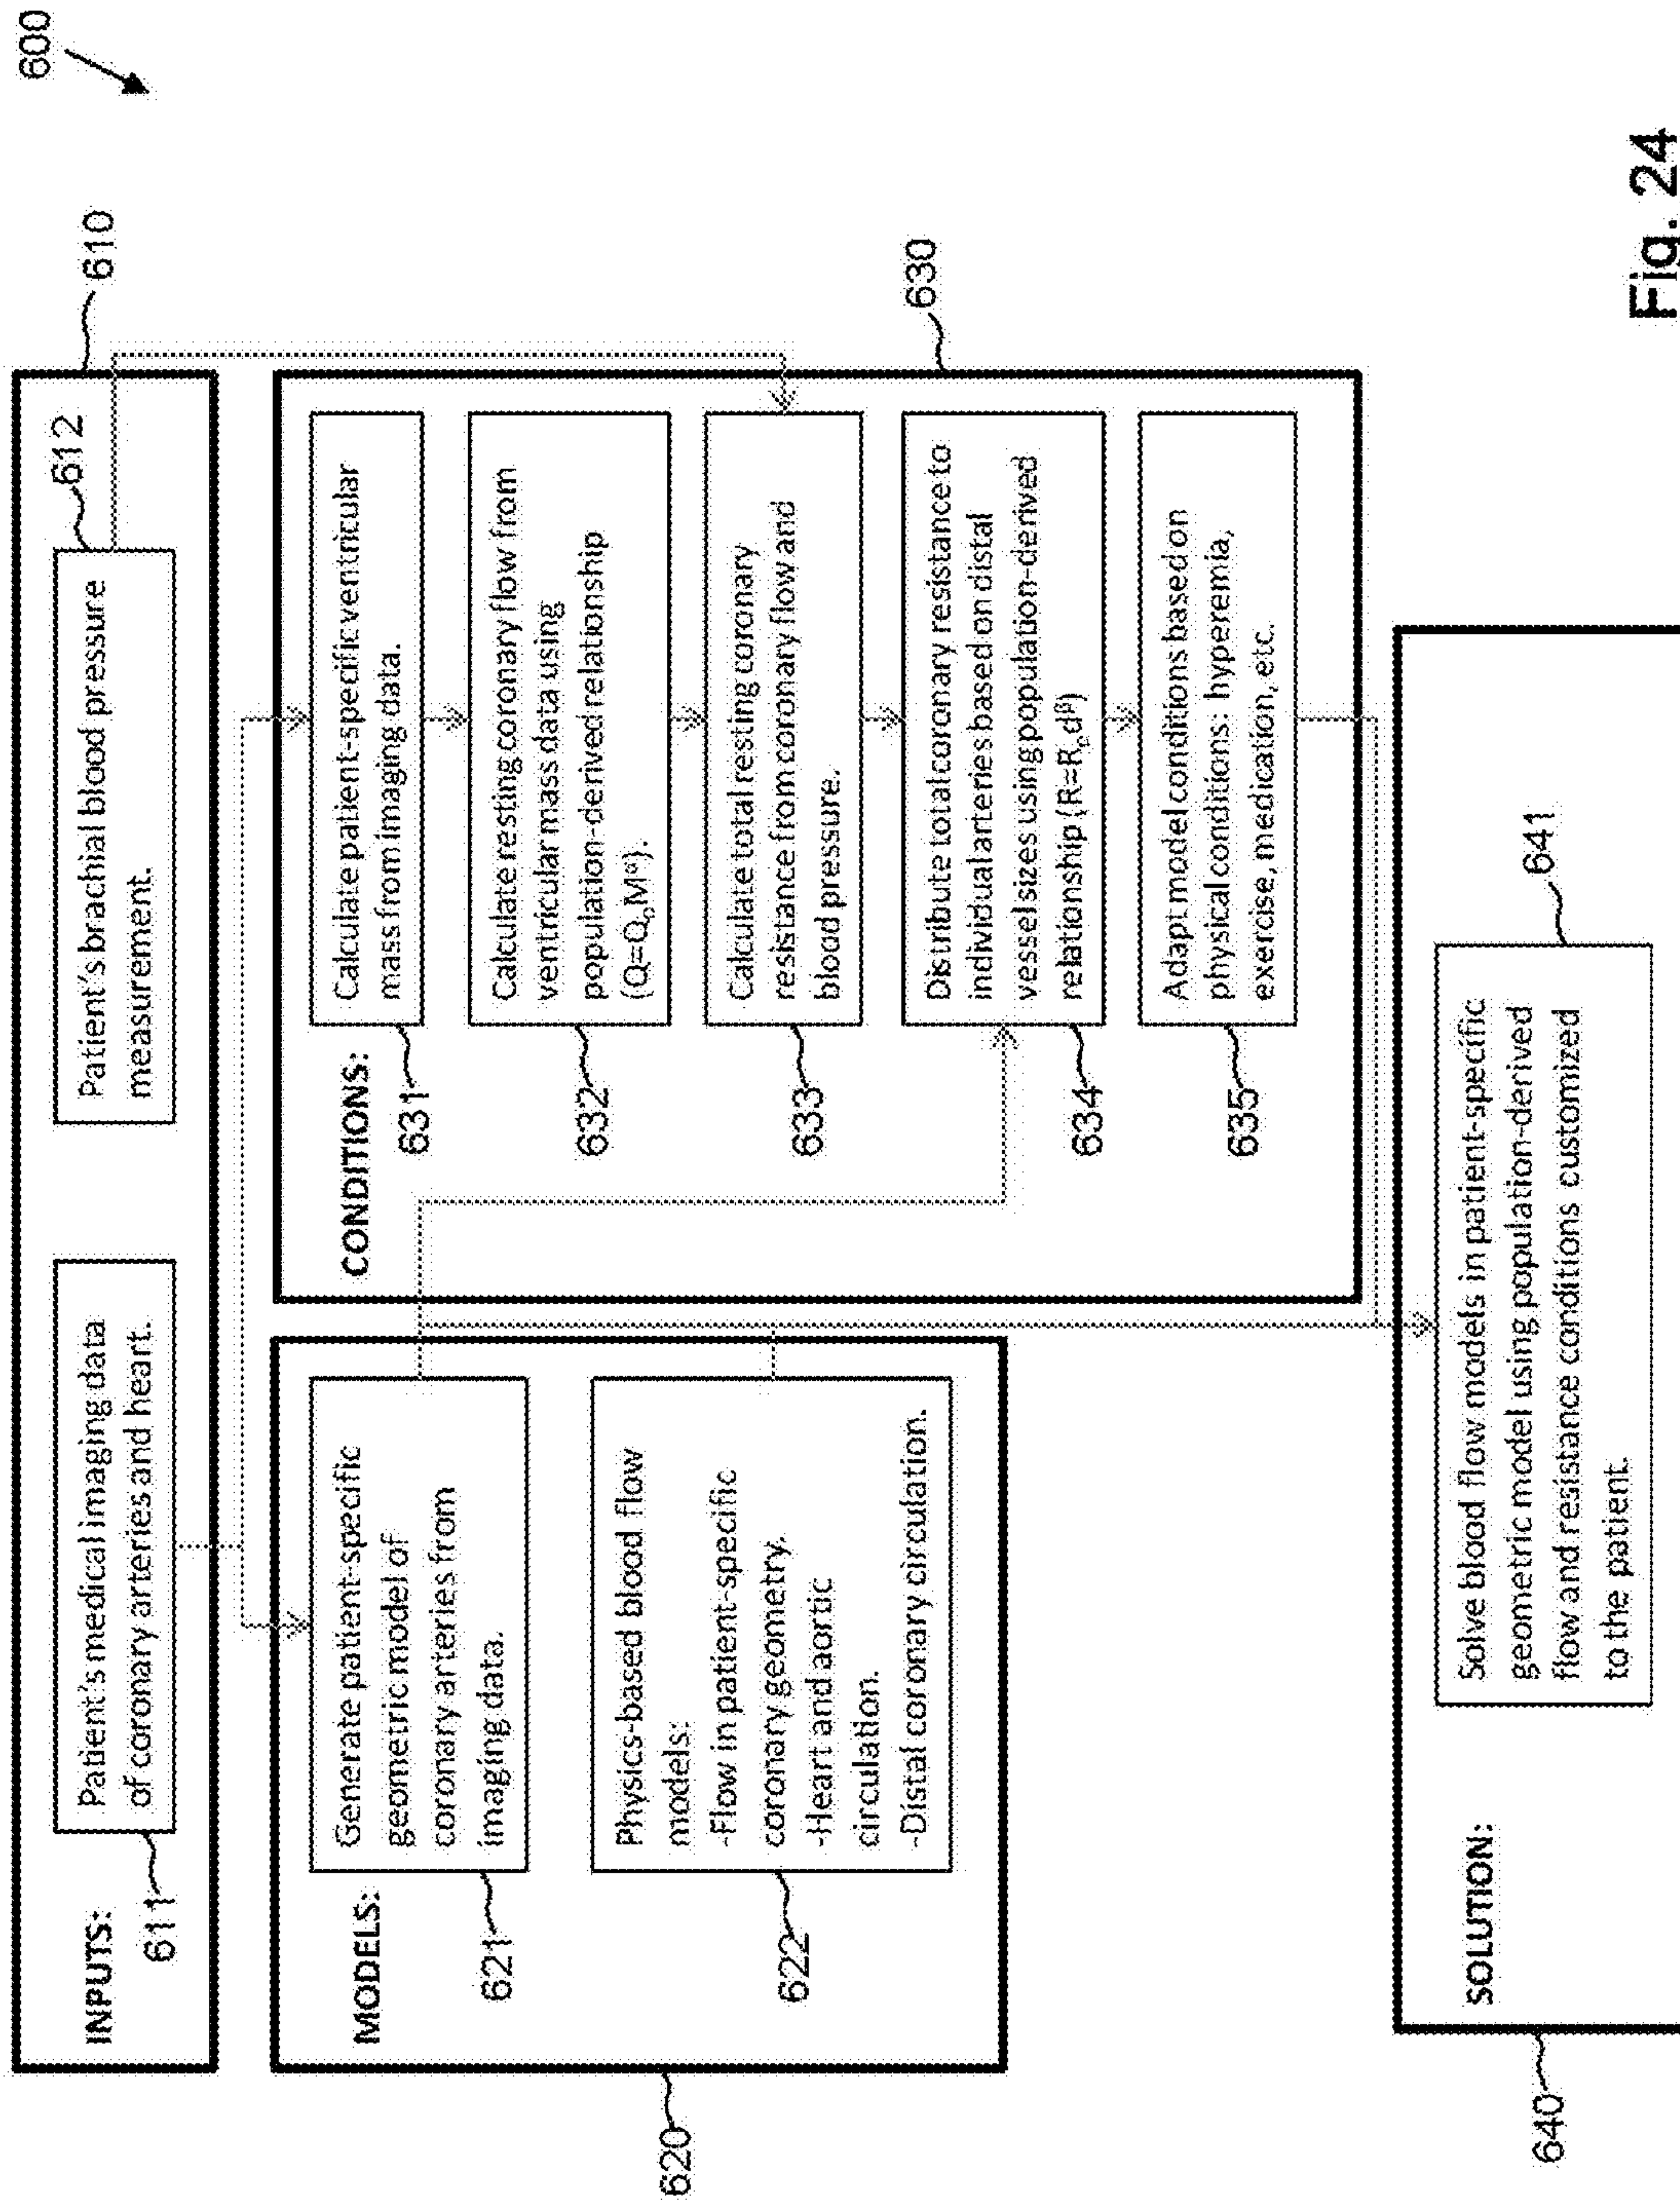 600
610
INPUTS:
611
Patient's medical imaging data
of coronary arteries and heart.
612
Patient's brachial blood pressure
measurement.
620
MODELS:
621
Generate patient-specific
geometric model of
coronary arteries from
imaging data.
622
Physics-based blood flow
models:
-Flow in patient-specific
coronary geometry.
-Heart and aortic
circulation.
-Distal coronary circulation.
630
CONDITIONS:
631
Calculate patient-specific ventricular
mass from imaging data.
632
Calculate resting coronary flow from
ventricular mass data using
population-derived relationship
(Q=Q₀Mᵅ).
633
Calculate total resting coronary
resistance from coronary flow and
blood pressure.
634
Distribute total coronary resistance to
individual arteries based on distal
vessel sizes using population-derived
relationship (R=R₀dᵝ)
635
Adapt model conditions based on
physical conditions: hyperemia,
exercise, medication, etc.
640
SOLUTION:
641
Solve blood flow models in patient-specific
geometric model using population-derived
flow and resistance conditions customized
to the patient.
Fig. 24